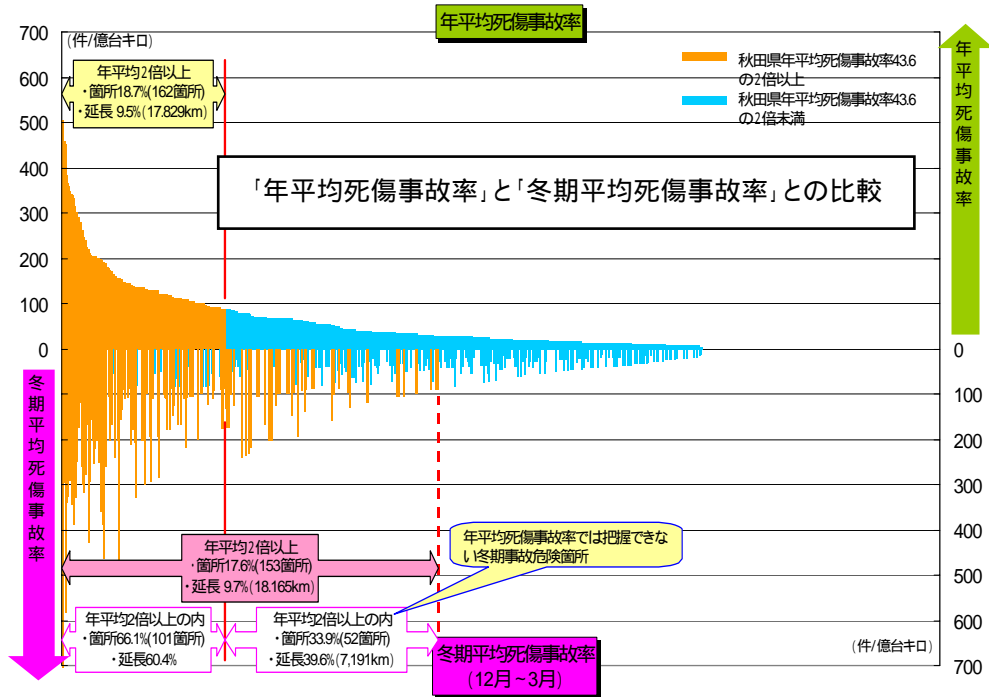 年平均死傷事故率
700
(件/億台キロ)
600
500
400
300
200
100
0
年平均2倍以上
・箇所18.7%(162箇所)
・延長 9.5%(17.829km)
秋田県年平均死傷事故率43.6
の2倍以上
秋田県年平均死傷事故率43.6
の2倍未満
年平均死傷事故率
「年平均死傷事故率」と「冬期平均死傷事故率」との比較
0
100
200
300
400
500
600
700
(件/億台キロ)
冬期平均死傷事故率
100
200
300
400
500
600
700
年平均死傷事故率では把握できな
い冬期事故危険箇所
年平均2倍以上
・箇所17.6%(153箇所)
・延長 9.7%(18.165km)
年平均2倍以上の内
・箇所66.1%(101箇所)
・延長60.4%
年平均2倍以上の内
・箇所33.9%(52箇所)
・延長39.6%(7,191km)
冬期平均死傷事故率
(12月~3月)